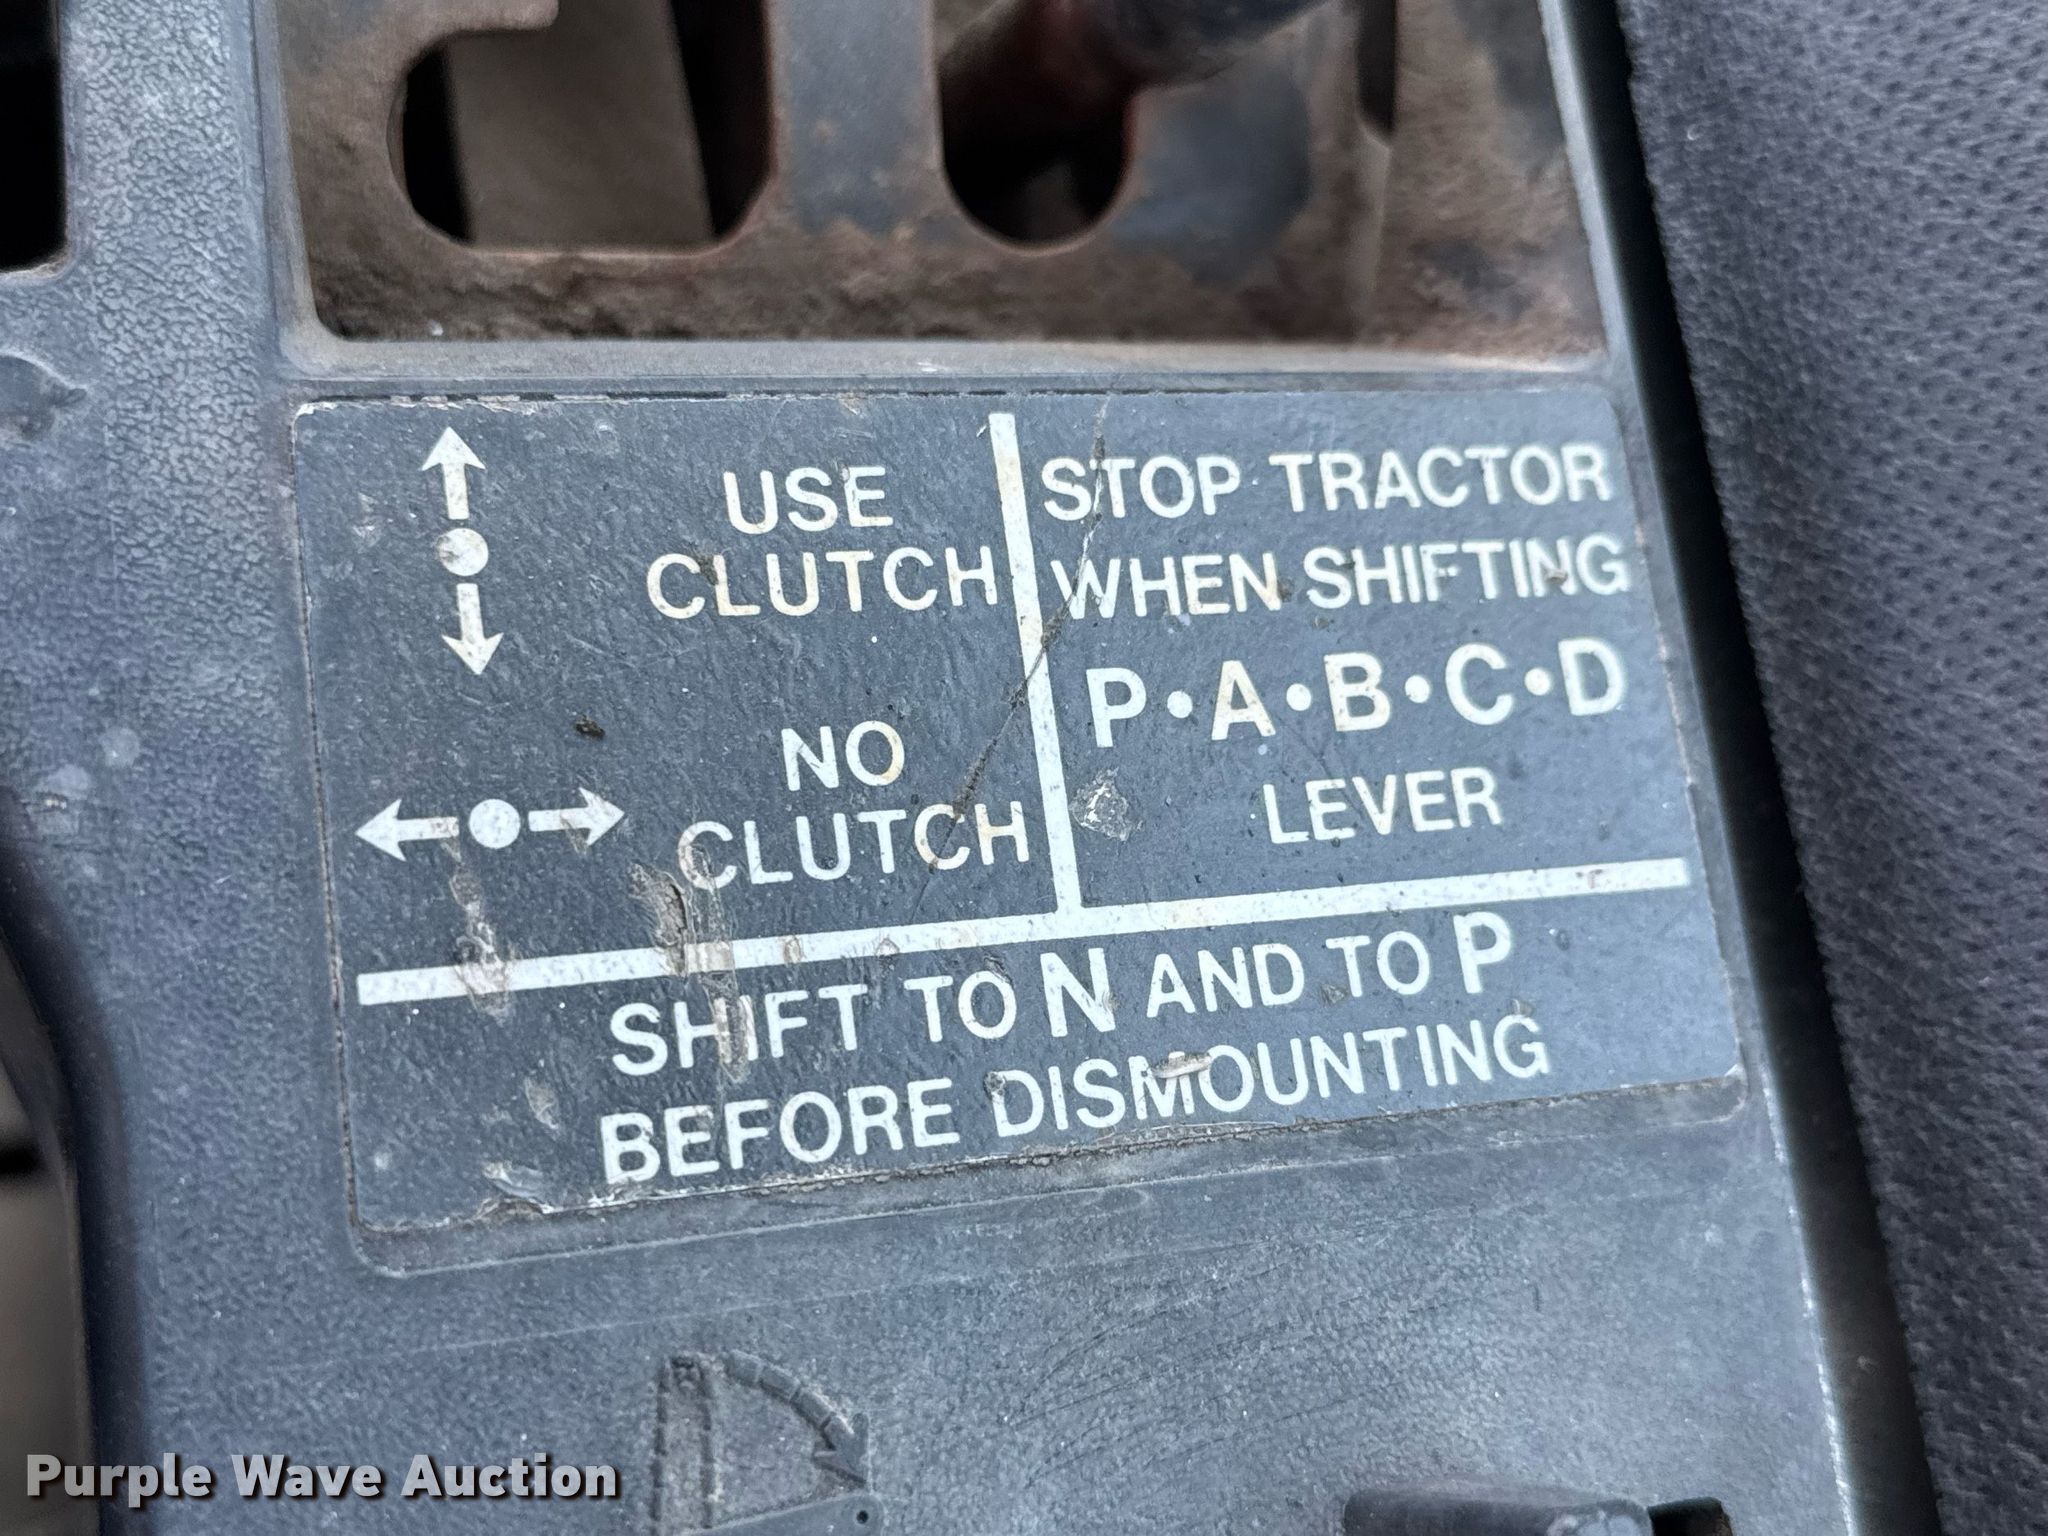 USE
CLUTCH
NO
CLUTCH
STOP TRACTOR
WHEN SHIFTING
P•A•B•C•D
LEVER
SHIFT TO N AND TO P
BEFORE DISMOUNTING
Purple Wave Auction